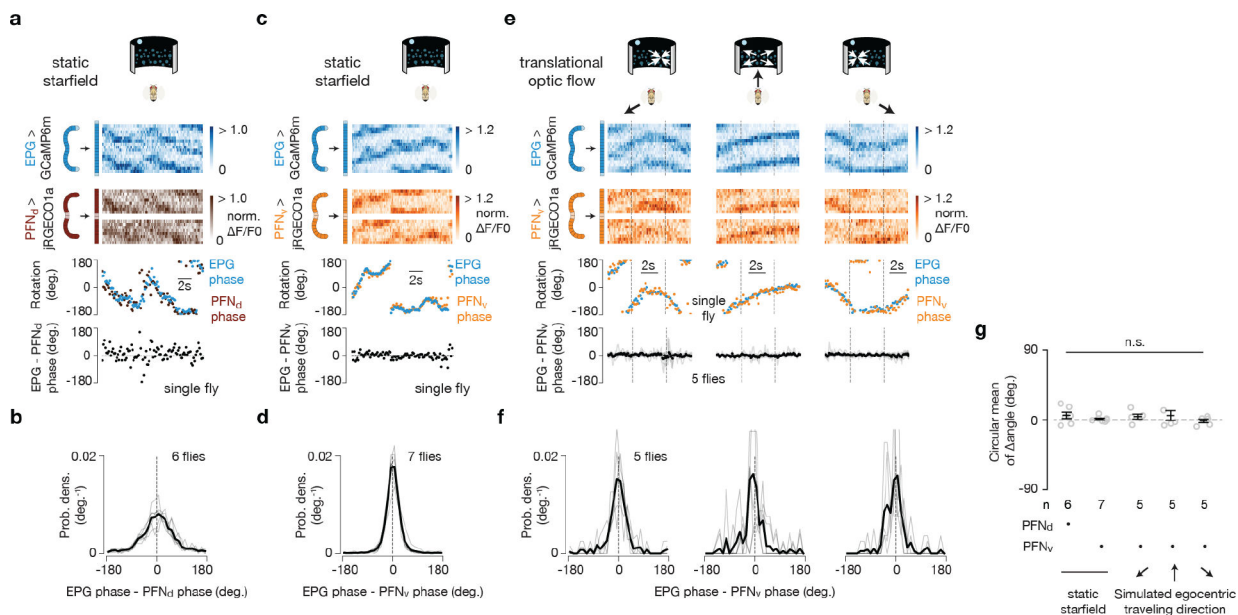 a
static
starfield
EPG >
GCaMP6m
> 1.0
0
PFNd >
jRGECO1a
> 1.0
norm.
ΔF/F0
0
Rotation
(deg.)
180
-180
2s
EPG
phase
PFNd
phase
EPG - PFNd
phase (deg.)
180
-180
single fly
b
6 flies
Prob. dens.
(deg.-1)
0.02
0
-180
0
180
EPG phase - PFNd phase (deg.)
c
static
starfield
EPG >
GCaMP6m
> 1.2
0
PFNv >
jRGECO1a
> 1.2
norm.
ΔF/F0
0
Rotation
(deg.)
180
-180
2s
EPG
phase
PFNv
phase
EPG - PFNv
phase (deg.)
180
-180
single fly
d
7 flies
Prob. dens.
(deg.-1)
0.02
0
-180
0
180
EPG phase - PFNv phase (deg.)
e
translational
optic flow
EPG >
GCaMP6m
> 1.2
0
PFNv >
jRGECO1a
> 1.2
norm.
ΔF/F0
0
Rotation
(deg.)
180
-180
2s
2s
2s
single
fly
EPG
phase
PFNv
phase
EPG - PFNv
phase (deg.)
180
-180
5 flies
f
5 flies
Prob. dens.
(deg.-1)
0.02
0
-180
0
180
-180
0
180
-180
0
180
EPG phase - PFNv phase (deg.)
g
n.s.
Circular mean
of Δangle (deg.)
90
0
-90
n 6 7 5 5 5
PFNd
PFNv
static
starfield
Simulated egocentric
traveling direction